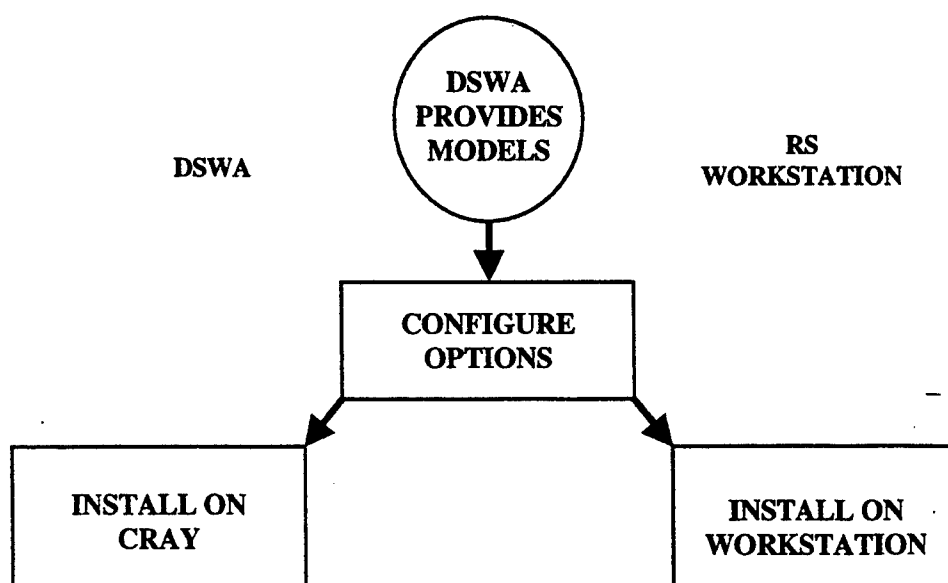 DSWA
PROVIDES
MODELS
DSWA
RS
WORKSTATION
CONFIGURE
OPTIONS
INSTALL ON
CRAY
INSTALL ON
WORKSTATION